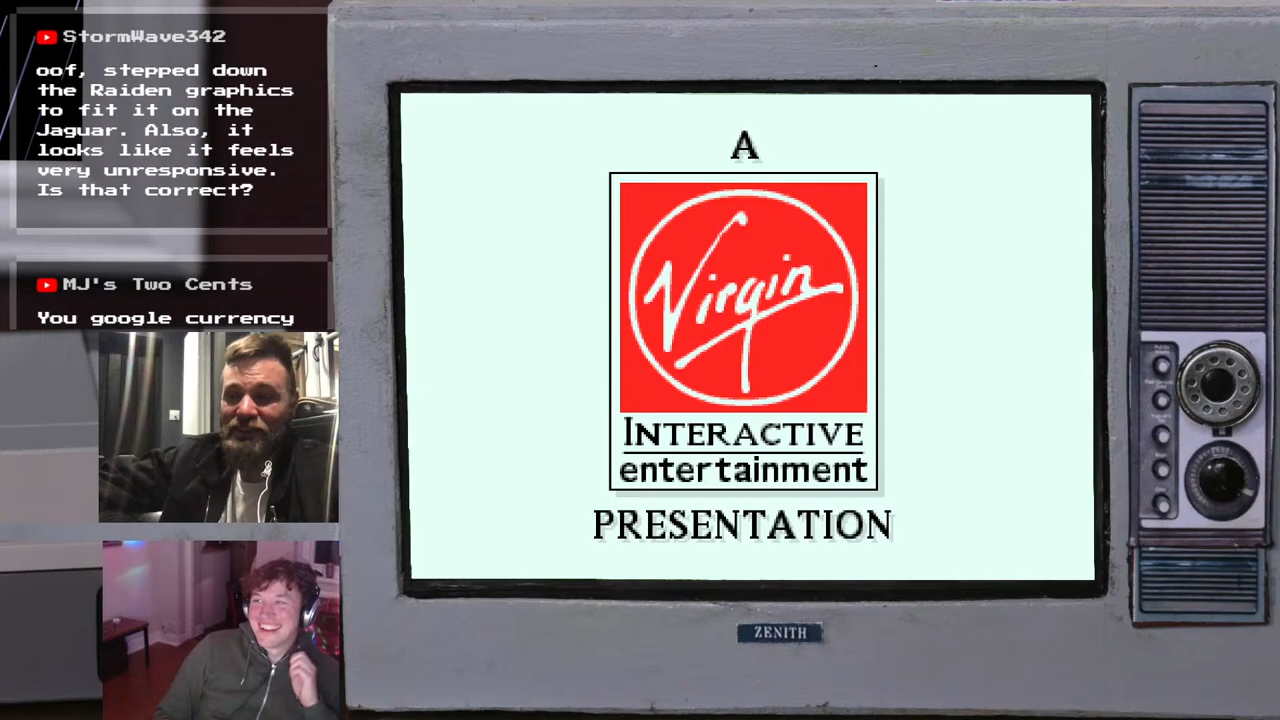 StormWave342
oof, stepped down
the Raiden graphics
to fit it on the
Jaguar. Also, it
looks like it feels
very unresponsive.
Is that correct?
MJ's Two Cents
You google currency
A
Virgin
INTERACTIVE
entertainment
PRESENTATION
ZENITH